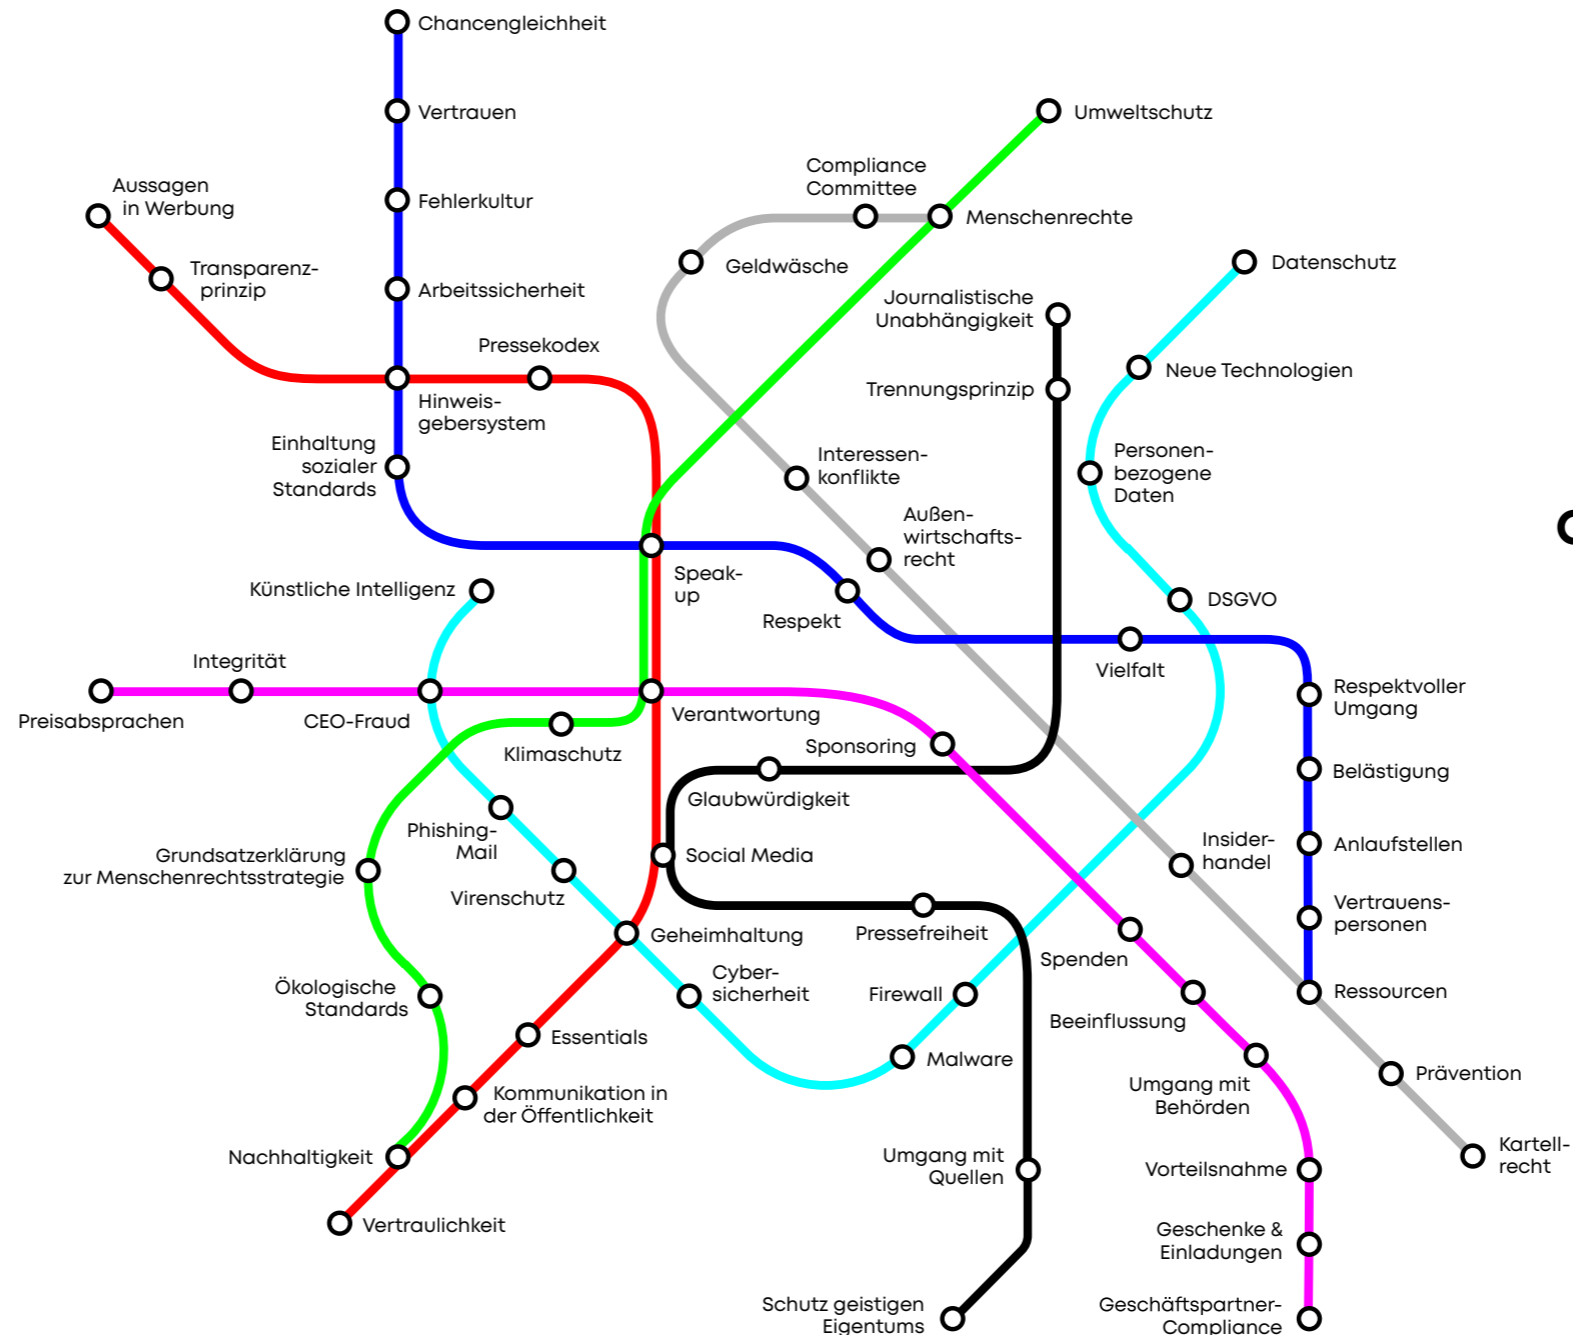 Chancengleichheit
Vertrauen
Umweltschutz
Compliance
Committee
Aussagen
in Werbung
Fehlerkultur
Menschenrechte
Transparenz-
prinzip
Geldwäsche
Datenschutz
Arbeitssicherheit
Journalistische
Unabhängigkeit
Pressekodex
Neue Technologien
Trennungsprinzip
Hinweis-
gebersystem
Einhaltung
sozialer
Standards
Interessen-
konflikte
Personen-
bezogene
Daten
Außen-
wirtschafts-
recht
Künstliche Intelligenz
Speak-
up
Respekt
DSGVO
Integrität
Vielfalt
Preisabsprachen
CEO-Fraud
Verantwortung
Respektvoller
Umgang
Klimaschutz
Sponsoring
Belästigung
Glaubwürdigkeit
Phishing-
Mail
Social Media
Insider-
handel
Anlaufstellen
Grundsatzerklärung
zur Menschenrechtsstrategie
Virenschutz
Vertrauens-
personen
Geheimhaltung
Pressefreiheit
Spenden
Ökologische
Standards
Cyber-
sicherheit
Firewall
Ressourcen
Beeinflussung
Essentials
Malware
Prävention
Kommunikation in
der Öffentlichkeit
Umgang mit
Behörden
Nachhaltigkeit
Umgang mit
Quellen
Vorteilsnahme
Kartell-
recht
Vertraulichkeit
Geschenke &
Einladungen
Schutz geistigen
Eigentums
Geschäftspartner-
Compliance